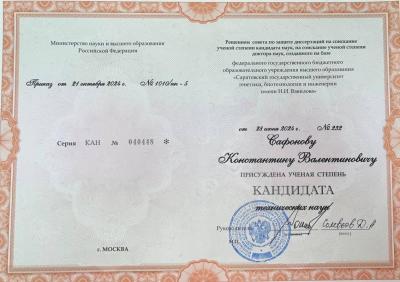 Министерство науки и высшего образования
Российской Федерации
Приказ от 21 октября 2024 г. № 1010/нк - 5
Серия КАН № 040448 *
г. МОСКВА
Решением совета по защите диссертаций на соискание
ученой степени кандидата наук, на соискание ученой степени
доктора наук, созданного на базе
федерального государственного бюджетного
образовательного учреждения высшего образования
«Саратовский государственный университет
генетики, биотехнологии и инженерии
имени Н.И. Вавилова»
от 28 июня 2024 г. № 232
Сафонову
Константину Валентиновичу
ПРИСУЖДЕНА УЧЕНАЯ СТЕПЕНЬ
КАНДИДАТА
технических наук
Руководитель Соловьев Д.А
М.П.